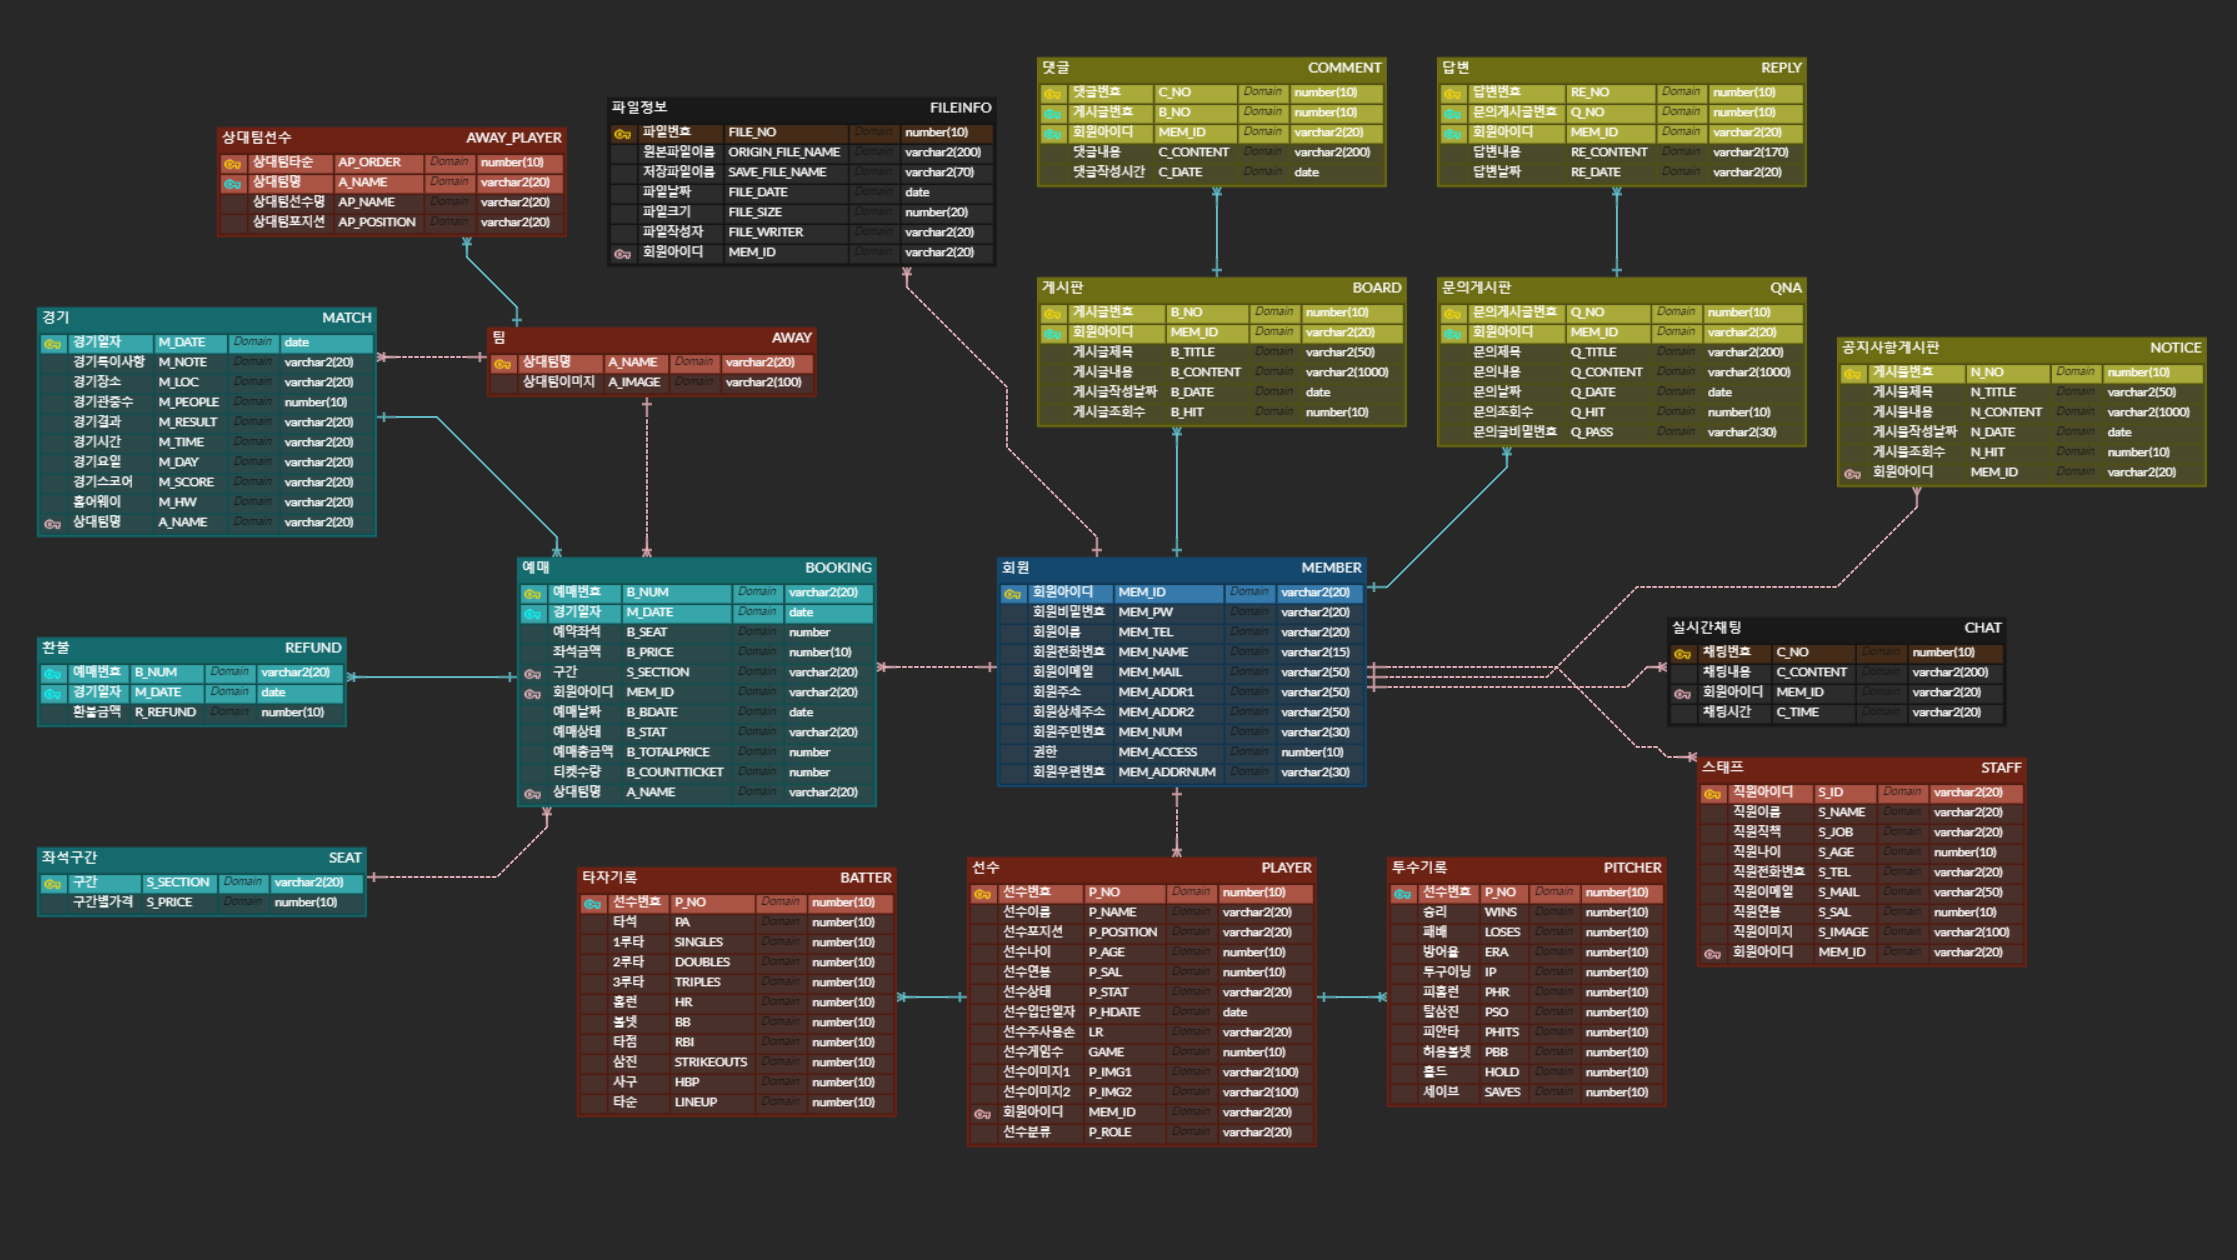 댓글 COMMENT
댓글번호 C_NO Domain number(10)
게시글번호 B_NO Domain number(10)
회원아이디 MEM_ID Domain varchar2(20)
댓글내용 C_CONTENT Domain varchar2(200)
댓글작성시간 C_DATE Domain date
답변 REPLY
답변번호 RE_NO Domain number(10)
문의게시글번호 Q_NO Domain number(10)
회원아이디 MEM_ID Domain varchar2(20)
답변내용 RE_CONTENT Domain varchar2(170)
답변날짜 RE_DATE Domain varchar2(20)
파일정보 FILEINFO
파일번호 FILE_NO Domain number(10)
원본파일이름 ORIGIN_FILE_NAME Domain varchar2(200)
저장파일이름 SAVE_FILE_NAME Domain varchar2(70)
파일날짜 FILE_DATE Domain date
파일크기 FILE_SIZE Domain number(20)
파일작성자 FILE_WRITER Domain varchar2(20)
회원아이디 MEM_ID Domain varchar2(20)
상대팀선수 AWAY_PLAYER
상대팀타순 AP_ORDER Domain number(10)
상대팀명 A_NAME Domain varchar2(20)
상대팀선수명 AP_NAME Domain varchar2(20)
상대팀포지션 AP_POSITION Domain varchar2(20)
게시판 BOARD
게시글번호 B_NO Domain number(10)
회원아이디 MEM_ID Domain varchar2(20)
게시글제목 B_TITLE Domain varchar2(50)
게시글내용 B_CONTENT Domain varchar2(1000)
게시글작성날짜 B_DATE Domain date
게시글조회수 B_HIT Domain number(10)
문의게시판 QNA
문의게시글번호 Q_NO Domain number(10)
회원아이디 MEM_ID Domain varchar2(20)
문의제목 Q_TITLE Domain varchar2(200)
문의내용 Q_CONTENT Domain varchar2(1000)
문의날짜 Q_DATE Domain date
문의조회수 Q_HIT Domain number(10)
문의글비밀번호 Q_PASS Domain varchar2(30)
경기 MATCH
경기일자 M_DATE Domain date
경기특이사항 M_NOTE Domain varchar2(20)
경기장소 M_LOC Domain varchar2(20)
경기관중수 M_PEOPLE Domain number(10)
경기결과 M_RESULT Domain varchar2(20)
경기시간 M_TIME Domain varchar2(20)
경기요일 M_DAY Domain varchar2(20)
경기스코어 M_SCORE Domain varchar2(20)
홈어웨이 M_HW Domain varchar2(20)
상대팀명 A_NAME Domain varchar2(20)
팀 AWAY
상대팀명 A_NAME Domain varchar2(20)
상대팀이미지 A_IMAGE Domain varchar2(100)
공지사항게시판 NOTICE
게시물번호 N_NO Domain number(10)
게시물제목 N_TITLE Domain varchar2(50)
게시물내용 N_CONTENT Domain varchar2(1000)
게시물작성날짜 N_DATE Domain date
게시물조회수 N_HIT Domain number(10)
회원아이디 MEM_ID Domain varchar2(20)
예매 BOOKING
예매번호 B_NUM Domain varchar2(20)
경기일자 M_DATE Domain date
예약좌석 B_SEAT Domain number
좌석금액 B_PRICE Domain number(10)
구간 S_SECTION Domain varchar2(20)
회원아이디 MEM_ID Domain varchar2(20)
예매날짜 B_BDATE Domain date
예매상태 B_STAT Domain varchar2(20)
예매총금액 B_TOTALPRICE Domain number
티켓수량 B_COUNTTICKET Domain number
상대팀명 A_NAME Domain varchar2(20)
회원 MEMBER
회원아이디 MEM_ID Domain varchar2(20)
회원비밀번호 MEM_PW Domain varchar2(20)
회원이름 MEM_TEL Domain varchar2(20)
회원전화번호 MEM_NAME Domain varchar2(15)
회원이메일 MEM_MAIL Domain varchar2(50)
회원주소 MEM_ADDR1 Domain varchar2(50)
회원상세주소 MEM_ADDR2 Domain varchar2(50)
회원주민번호 MEM_NUM Domain varchar2(30)
권한 MEM_ACCESS Domain number(10)
회원우편번호 MEM_ADDRNUM Domain varchar2(30)
실시간채팅 CHAT
채팅번호 C_NO Domain number(10)
채팅내용 C_CONTENT Domain varchar2(200)
회원아이디 MEM_ID Domain varchar2(20)
채팅시간 C_TIME Domain varchar2(20)
환불 REFUND
예매번호 B_NUM Domain varchar2(20)
경기일자 M_DATE Domain date
환불금액 R_REFUND Domain number(10)
스태프 STAFF
직원아이디 S_ID Domain varchar2(20)
직원이름 S_NAME Domain varchar2(20)
직원직책 S_JOB Domain varchar2(20)
직원나이 S_AGE Domain number(10)
직원전화번호 S_TEL Domain varchar2(20)
직원이메일 S_MAIL Domain varchar2(50)
직원연봉 S_SAL Domain number(10)
직원이미지 S_IMAGE Domain varchar2(100)
회원아이디 MEM_ID Domain varchar2(20)
좌석구간 SEAT
구간 S_SECTION Domain varchar2(20)
구간별가격 S_PRICE Domain number(10)
타자기록 BATTER
선수번호 P_NO Domain number(10)
타석 PA Domain number(10)
1루타 SINGLES Domain number(10)
2루타 DOUBLES Domain number(10)
3루타 TRIPLES Domain number(10)
홈런 HR Domain number(10)
볼넷 BB Domain number(10)
타점 RBI Domain number(10)
삼진 STRIKEOUTS Domain number(10)
사구 HBP Domain number(10)
타순 LINEUP Domain number(10)
선수 PLAYER
선수번호 P_NO Domain number(10)
선수이름 P_NAME Domain varchar2(20)
선수포지션 P_POSITION Domain varchar2(20)
선수나이 P_AGE Domain number(10)
선수연봉 P_SAL Domain number(10)
선수상태 P_STAT Domain varchar2(20)
선수입단일자 P_HDATE Domain date
선수주사용손 LR Domain varchar2(20)
선수게임수 GAME Domain number(10)
선수이미지1 P_IMG1 Domain varchar2(100)
선수이미지2 P_IMG2 Domain varchar2(100)
회원아이디 MEM_ID Domain varchar2(20)
선수분류 P_ROLE Domain varchar2(20)
투수기록 PITCHER
선수번호 P_NO Domain number(10)
승리 WINS Domain number(10)
패배 LOSES Domain number(10)
방어율 ERA Domain number(10)
투구이닝 IP Domain number(10)
피홈런 PHR Domain number(10)
탈삼진 PSO Domain number(10)
피안타 PHITS Domain number(10)
허용볼넷 PBB Domain number(10)
홀드 HOLD Domain number(10)
세이브 SAVES Domain number(10)